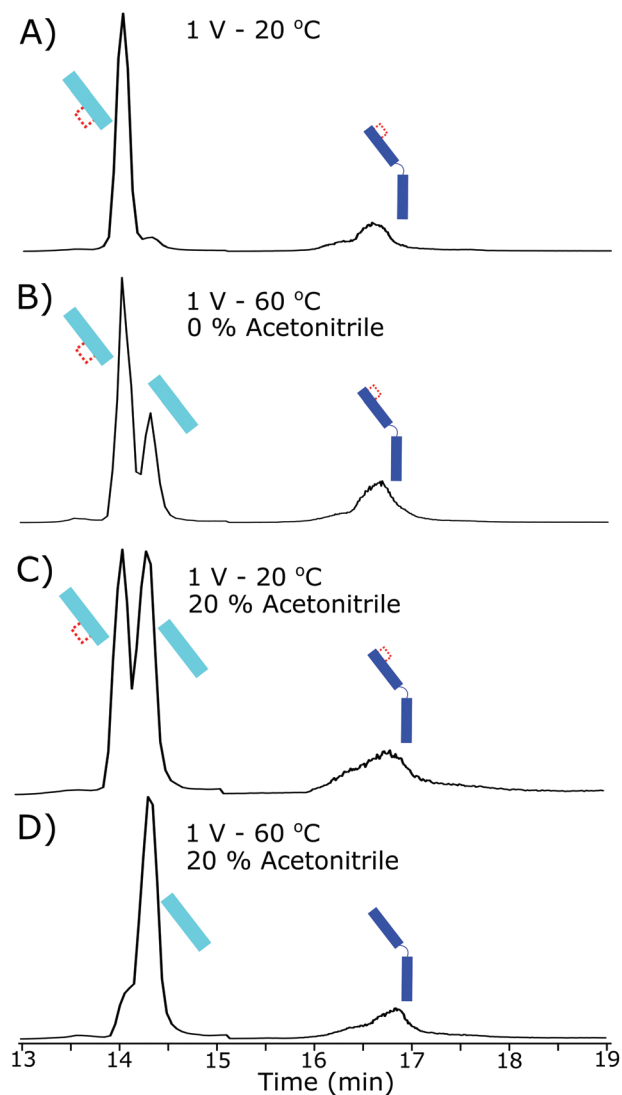 A)
1 V - 20 °C
B)
1 V - 60 °C
0 % Acetonitrile
C)
1 V - 20 °C
20 % Acetonitrile
D)
1 V - 60 °C
20 % Acetonitrile
13 14 15 16 17 18 19
Time (min)